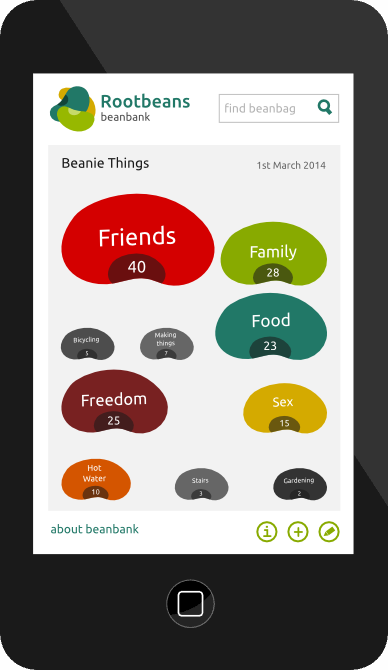 Rootbeans
beanbank
find beanbag
Beanie Things
1st March 2014
Friends
40
Family
28
Food
23
Bicycling
5
Making
things
7
Freedom
25
Sex
15
Hot
Water
10
Stairs
3
Gardening
2
about beanbank
i